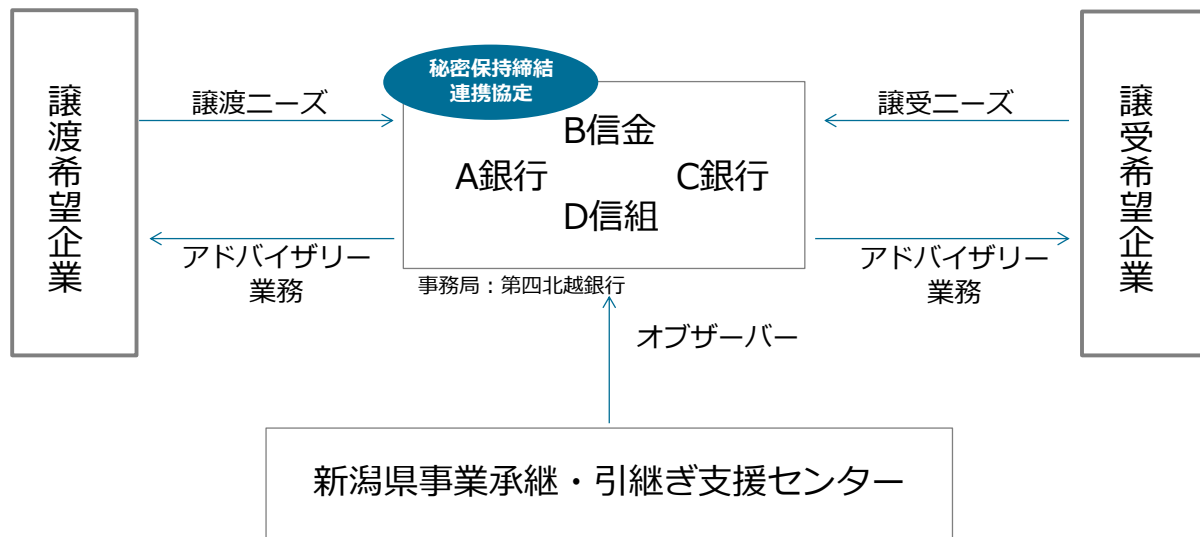 秘密保持締結
連携協定
譲渡希望企業
譲渡ニーズ
B信金
A銀行
C銀行
D信組
譲受ニーズ
譲受希望企業
アドバイザリー
業務
アドバイザリー
業務
事務局：第四北越銀行
オブザーバー
新潟県事業承継・引継ぎ支援センター